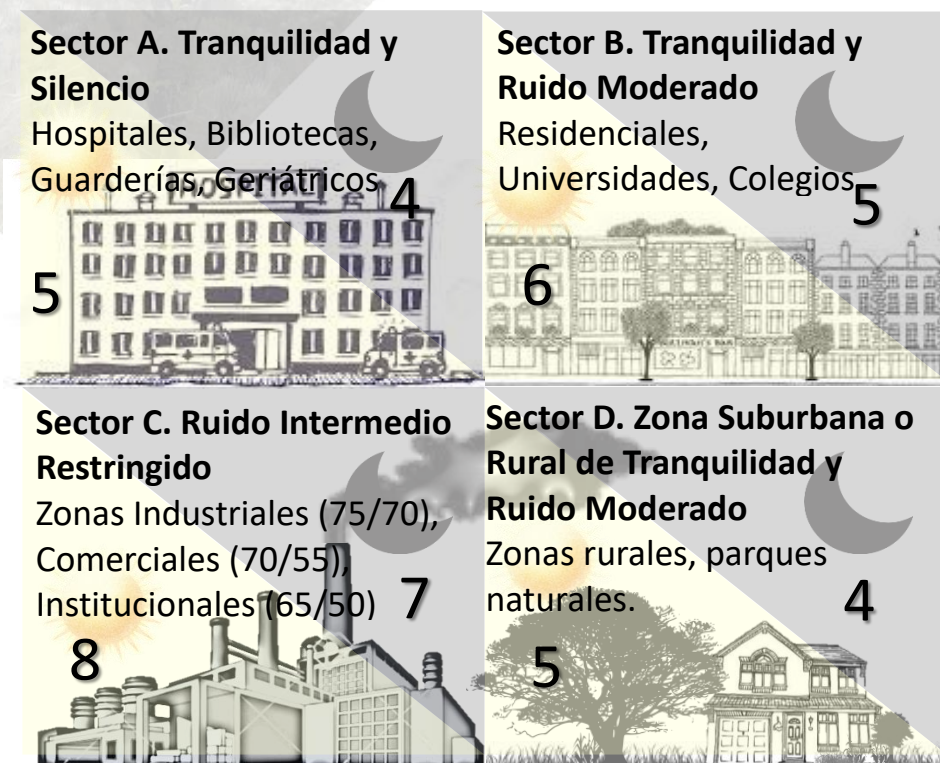 Sector A. Tranquilidad y
Silencio
Hospitales, Bibliotecas,
Guarderías, Geriátricos
HOSPITAL
4
5
Sector B. Tranquilidad y
Ruido Moderado
Residenciales,
Universidades, Colegios
5
6
Sector C. Ruido Intermedio
Restringido
Zonas Industriales (75/70),
Comerciales (70/55),
Institucionales (65/50)
7
8
Sector D. Zona Suburbana o
Rural de Tranquilidad y
Ruido Moderado
Zonas rurales, parques
naturales.
4
5